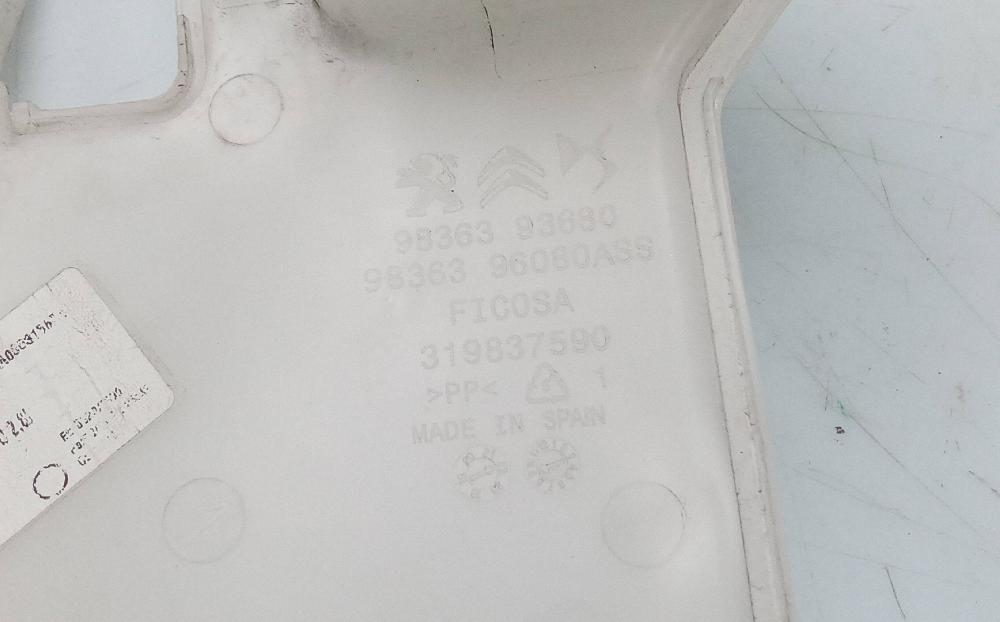 98363 93680
98363 96080ASS
FICOSA
319837590
>PP< 1
MADE IN SPAIN